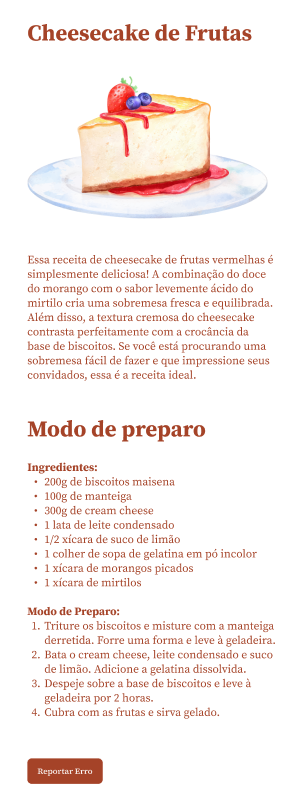 Cheesecake de Frutas
Essa receita de cheesecake de frutas vermelhas é
simplesmente deliciosa! A combinação do doce
do morango com o sabor levemente ácido do
mirtilo cria uma sobremesa fresca e equilibrada.
Além disso, a textura cremosa do cheesecake
contrasta perfeitamente com a crocância da
base de biscoitos. Se você está procurando uma
sobremesa fácil de fazer e que impressione seus
convidados, essa é a receita ideal.
Modo de preparo
Ingredientes:
• 200g de biscoitos maisena
• 100g de manteiga
• 300g de cream cheese
• 1 lata de leite condensado
• 1/2 xícara de suco de limão
• 1 colher de sopa de gelatina em pó incolor
• 1 xícara de morangos picados
• 1 xícara de mirtilos
Modo de Preparo:
1. Triture os biscoitos e misture com a manteiga
derretida. Forre uma forma e leve à geladeira.
2. Bata o cream cheese, leite condensado e suco
de limão. Adicione a gelatina dissolvida.
3. Despeje sobre a base de biscoitos e leve à
geladeira por 2 horas.
4. Cubra com as frutas e sirva gelado.
Reportar Erro